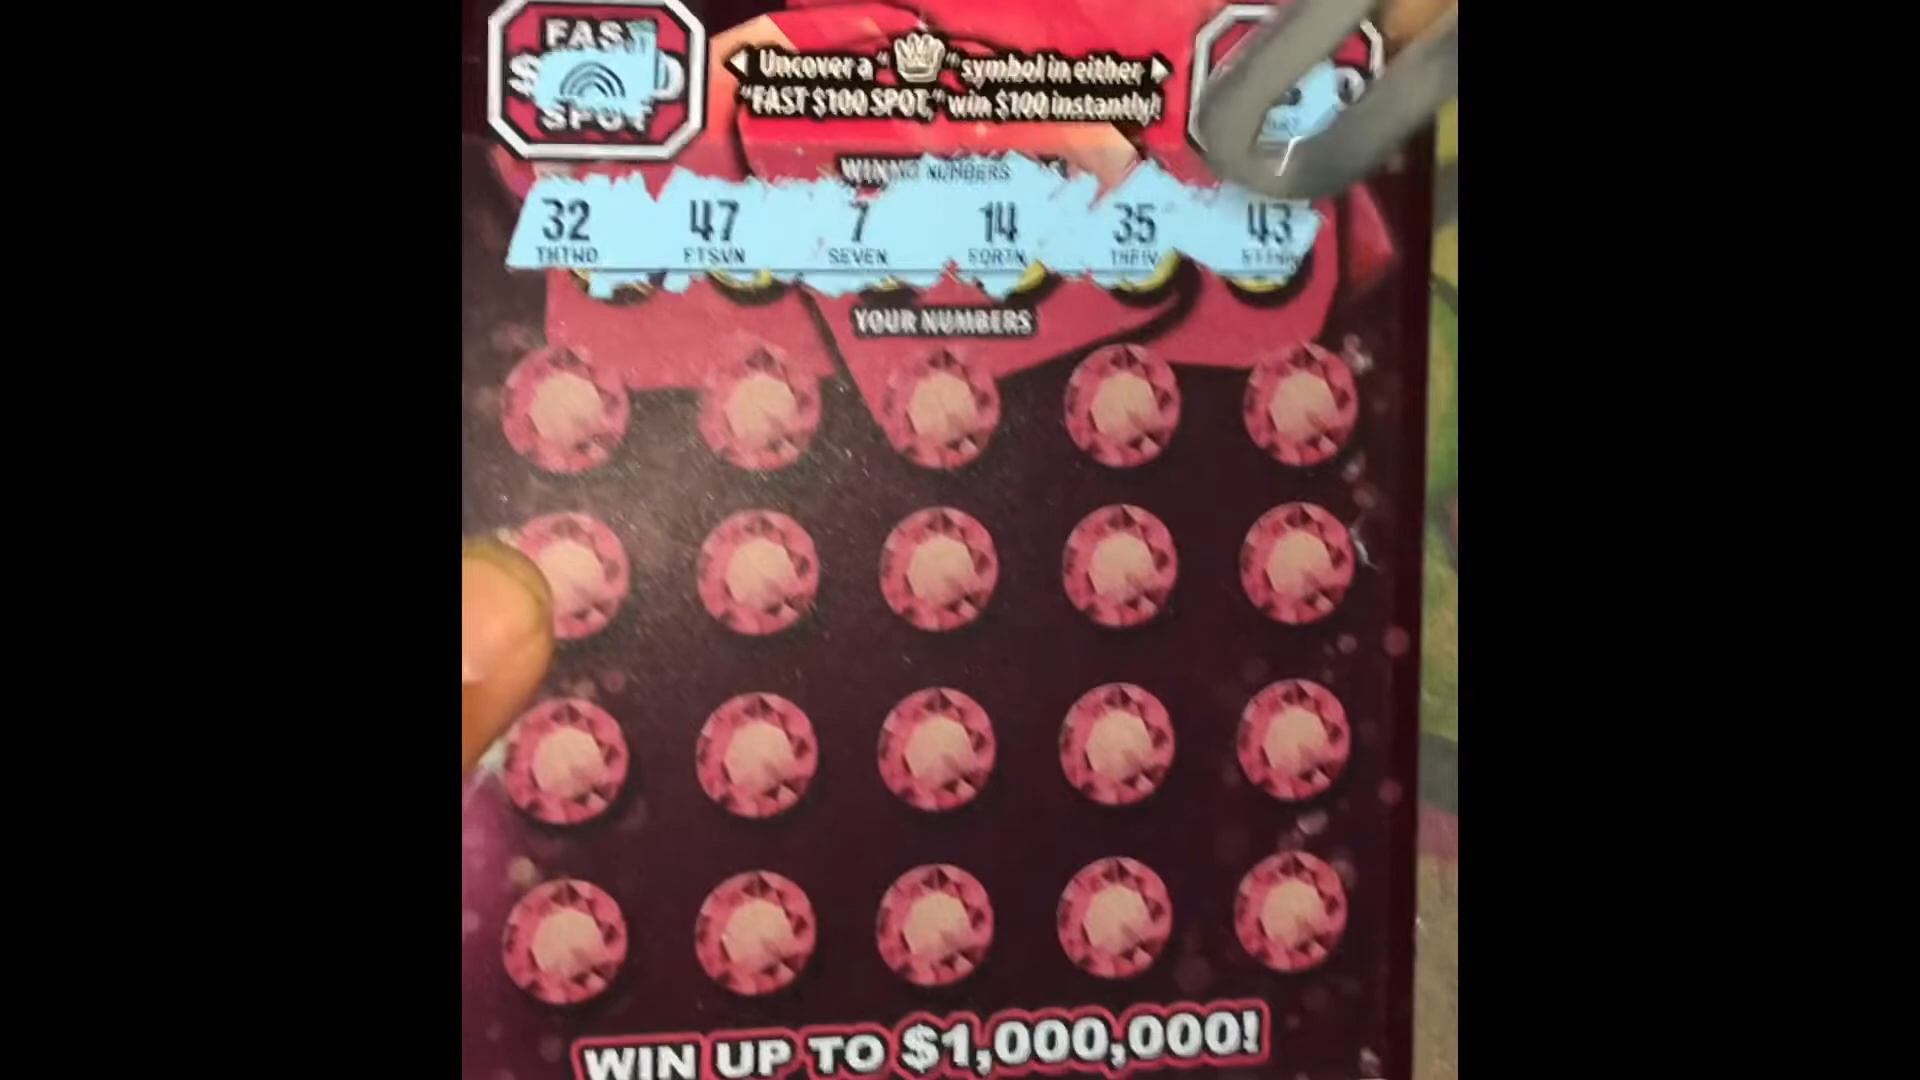 FAST
SPOT
Uncover a " " symbol in either
"FAST $100 SPOT," win $100 instantly!
WINNING NUMBERS
32 47 7 14 35 43
THTWO FTSVN SEVEN FORTN THFIV
YOUR NUMBERS
WIN UP TO $1,000,000!